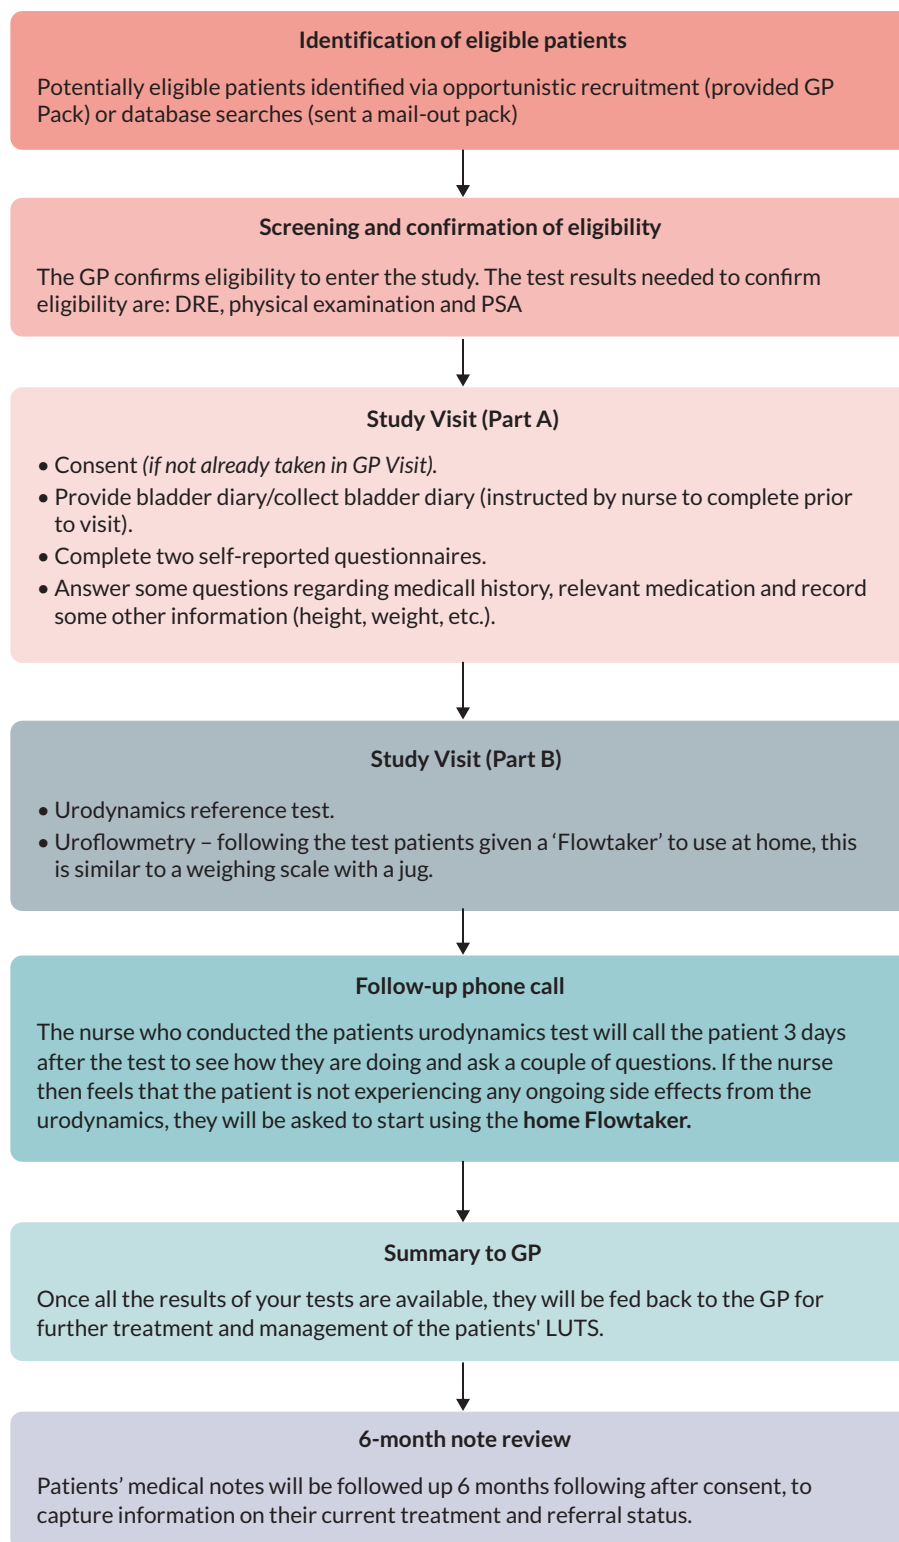 Identification of eligible patients
Potentially eligible patients identified via opportunistic recruitment (provided GP
Pack) or database searches (sent a mail-out pack)
Screening and confirmation of eligibility
The GP confirms eligibility to enter the study. The test results needed to confirm
eligibility are: DRE, physical examination and PSA
Study Visit (Part A)
• Consent (if not already taken in GP Visit).
• Provide bladder diary/collect bladder diary (instructed by nurse to complete prior
to visit).
• Complete two self-reported questionnaires.
• Answer some questions regarding medicall history, relevant medication and record
some other information (height, weight, etc.).
Study Visit (Part B)
• Urodynamics reference test.
• Uroflowmetry – following the test patients given a ‘Flowtaker’ to use at home, this
is similar to a weighing scale with a jug.
Follow-up phone call
The nurse who conducted the patients urodynamics test will call the patient 3 days
after the test to see how they are doing and ask a couple of questions. If the nurse
then feels that the patient is not experiencing any ongoing side effects from the
urodynamics, they will be asked to start using the home Flowtaker.
Summary to GP
Once all the results of your tests are available, they will be fed back to the GP for
further treatment and management of the patients' LUTS.
6-month note review
Patients’ medical notes will be followed up 6 months following after consent, to
capture information on their current treatment and referral status.